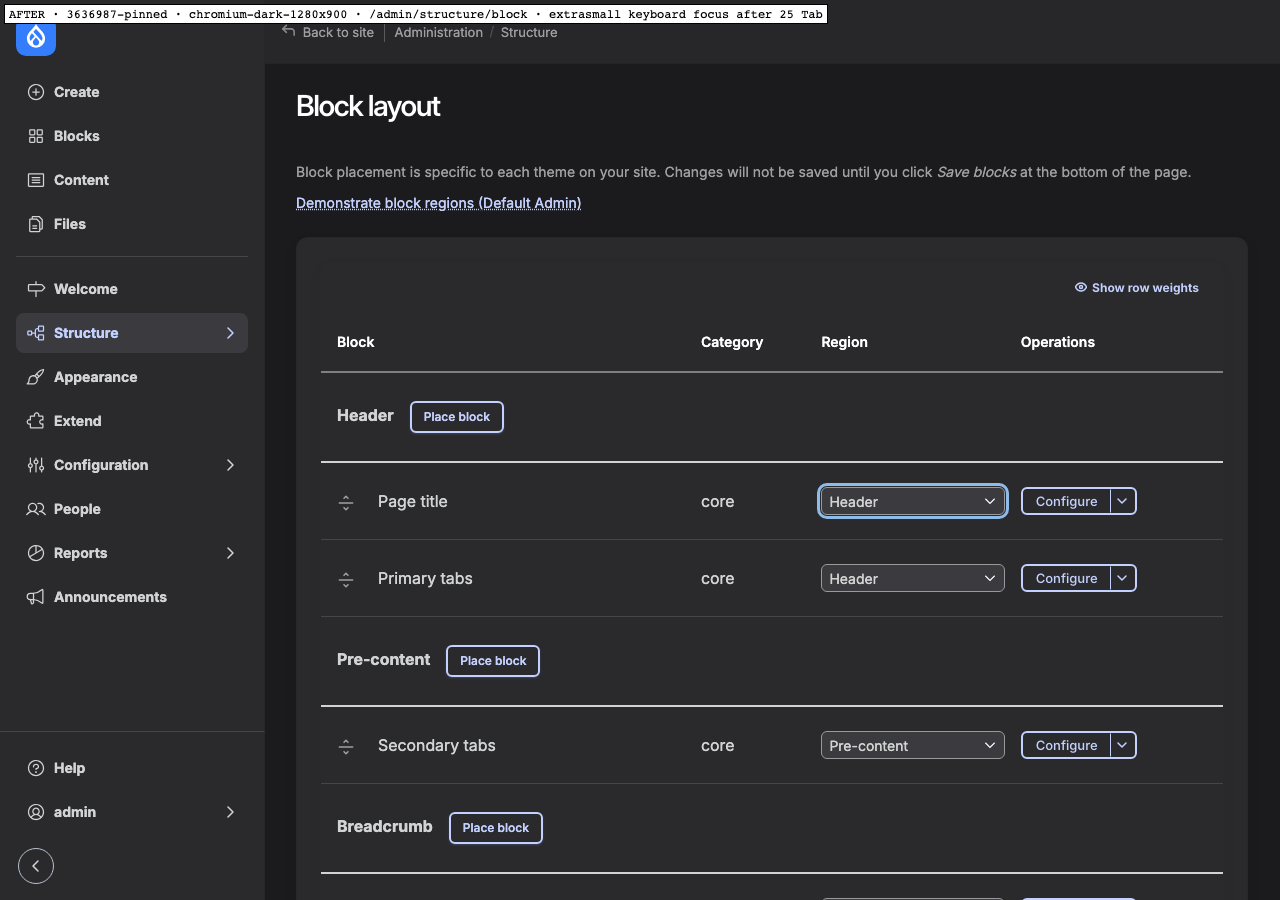 AFTER · 3636987-pinned · chromium-dark-1280x900 · /admin/structure/block · extrasmall keyboard focus after 25 Tab
Back to site Administration / Structure
Create
Blocks
Content
Files
Welcome
Structure
Appearance
Extend
Configuration
People
Reports
Announcements
Help
admin
Block layout
Block placement is specific to each theme on your site. Changes will not be saved until you click Save blocks at the bottom of the page.
Demonstrate block regions (Default Admin)
Show row weights
Block Category Region Operations
Header Place block
Page title core Header Configure
Primary tabs core Header Configure
Pre-content Place block
Secondary tabs core Pre-content Configure
Breadcrumb Place block